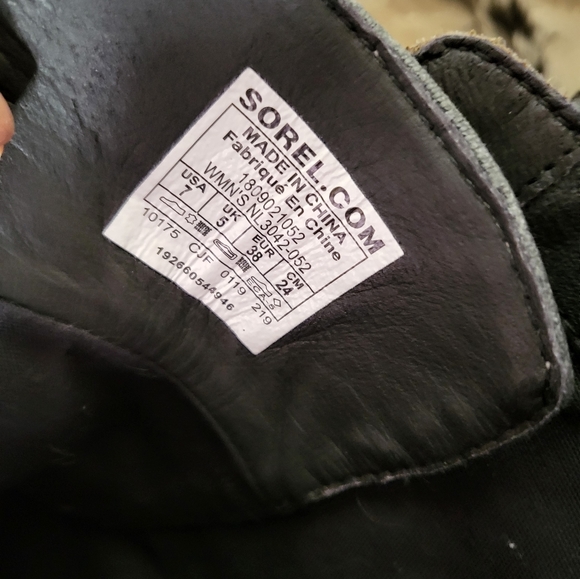 SOREL.COM
MADE IN CHINA
Fabriqué En Chine
1809021052
WMN'S NL3042-052
USA UK EUR CM
7 5 38 24
10175 CJF 0119 219
192660544946